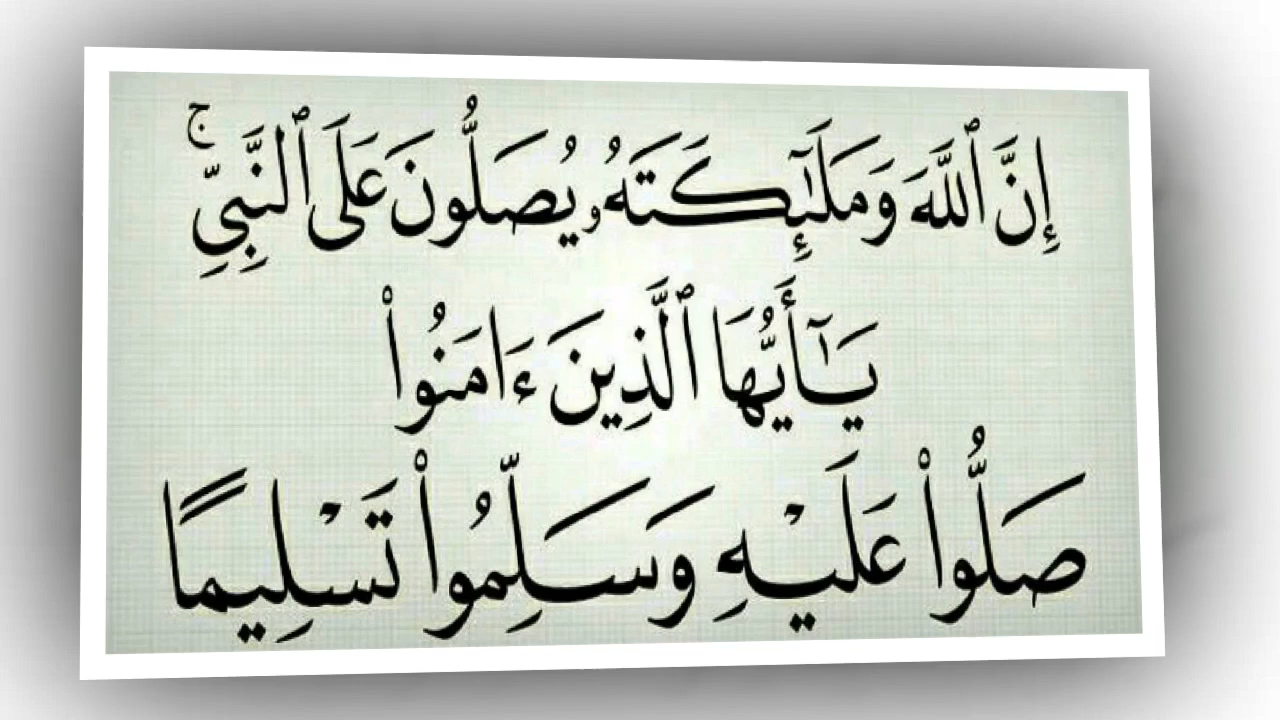 إِنَّ ٱللَّهَ وَمَلَـٰٓئِكَتَهُۥ يُصَلُّونَ عَلَى ٱلنَّبِىِّ ۚ
يَـٰٓأَيُّهَا ٱلَّذِينَ ءَامَنُوا۟
صَلُّوا۟ عَلَيْهِ وَسَلِّمُوا۟ تَسْلِيمًا